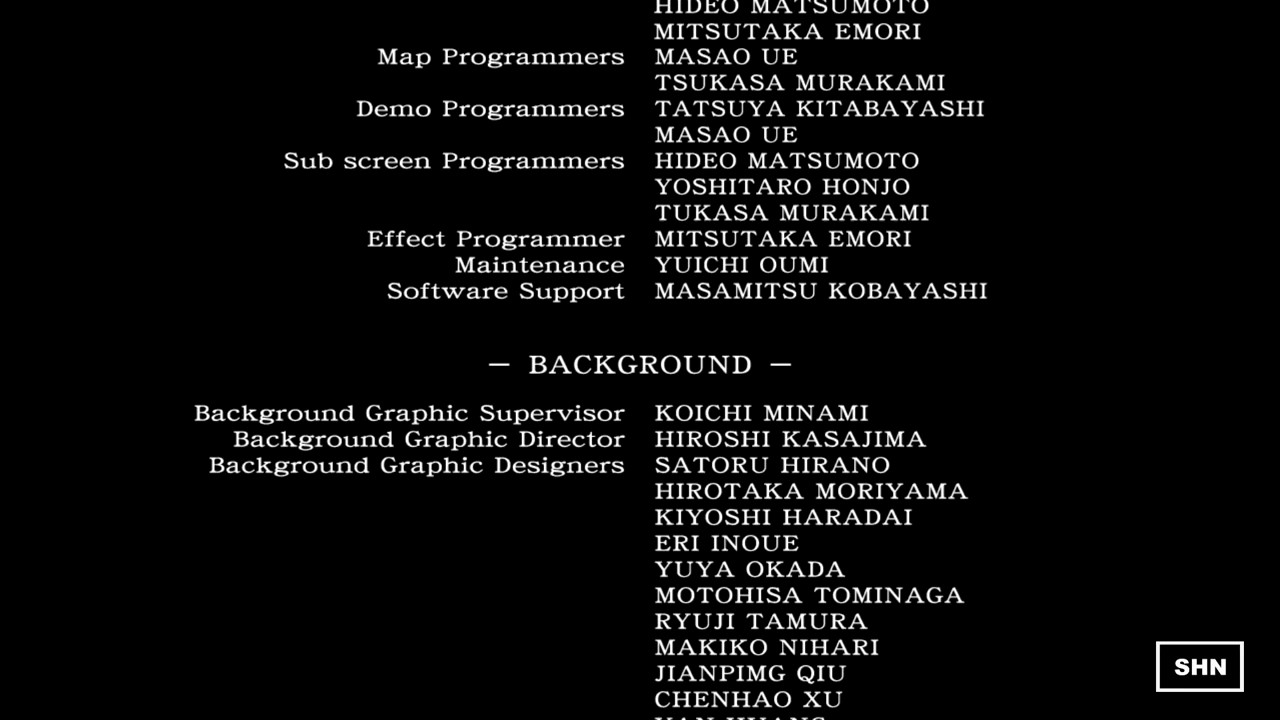 HIDEO MATSUMOTO
MITSUTAKA EMORI
Map Programmers MASAO UE
TSUKASA MURAKAMI
Demo Programmers TATSUYA KITABAYASHI
MASAO UE
Sub screen Programmers HIDEO MATSUMOTO
YOSHITARO HONJO
TUKASA MURAKAMI
Effect Programmer MITSUTAKA EMORI
Maintenance YUICHI OUMI
Software Support MASAMITSU KOBAYASHI
— BACKGROUND —
Background Graphic Supervisor KOICHI MINAMI
Background Graphic Director HIROSHI KASAJIMA
Background Graphic Designers SATORU HIRANO
HIROTAKA MORIYAMA
KIYOSHI HARADAI
ERI INOUE
YUYA OKADA
MOTOHISA TOMINAGA
RYUJI TAMURA
MAKIKO NIHARI
JIANPIMG QIU
CHENHAO XU
SHN